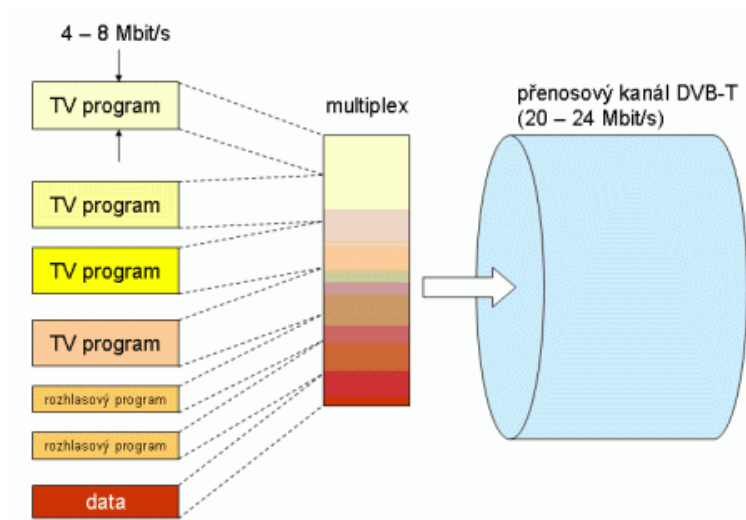 4 – 8 Mbit/s
TV program
multiplex
přenosový kanál DVB-T
(20 – 24 Mbit/s)
TV program
TV program
TV program
rozhlasový program
rozhlasový program
data